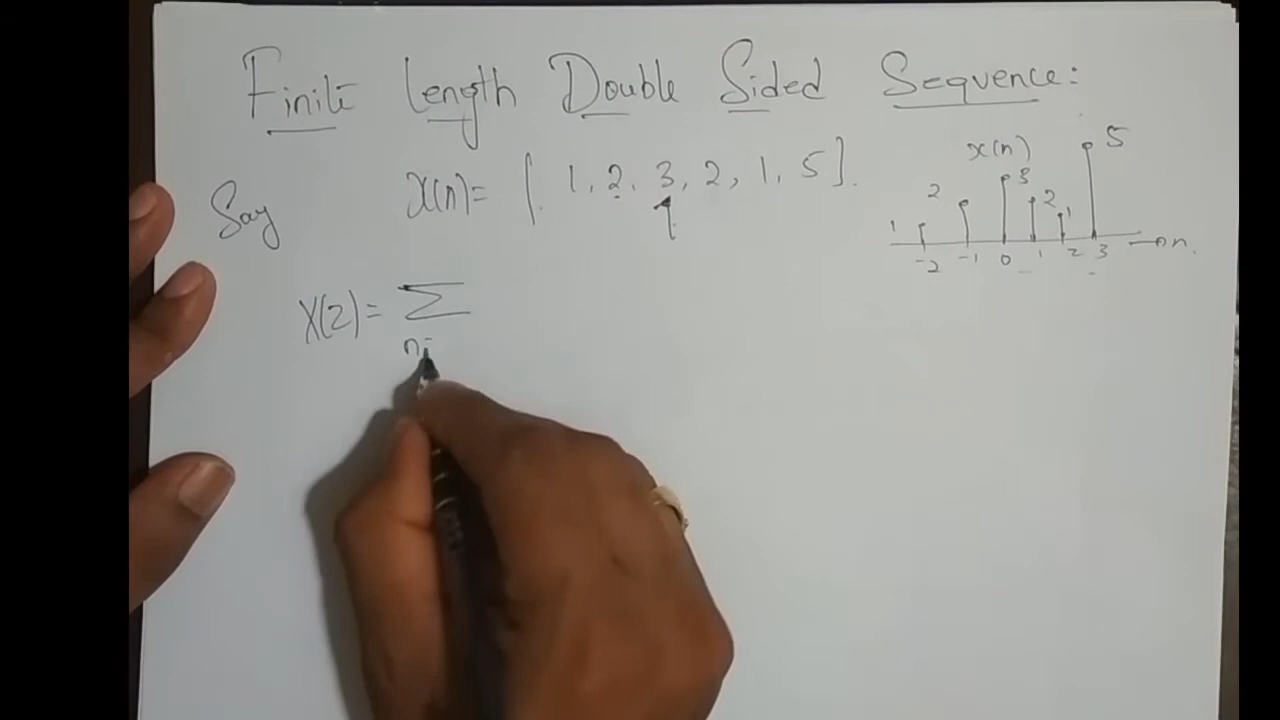 Finite Length Double Sided Sequence:
Say x(n) = [ 1, 2, 3, 2, 1, 5 ].
↑
x(n)
1 2 3 2 1 5
-2 -1 0 1 2 3 → n.
X(z) = Σ
n=